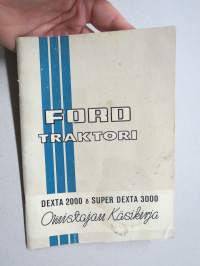 FORD
TRAKTORI
DEXTA 2000 & SUPER DEXTA 3000
Omistajan Käsikirja